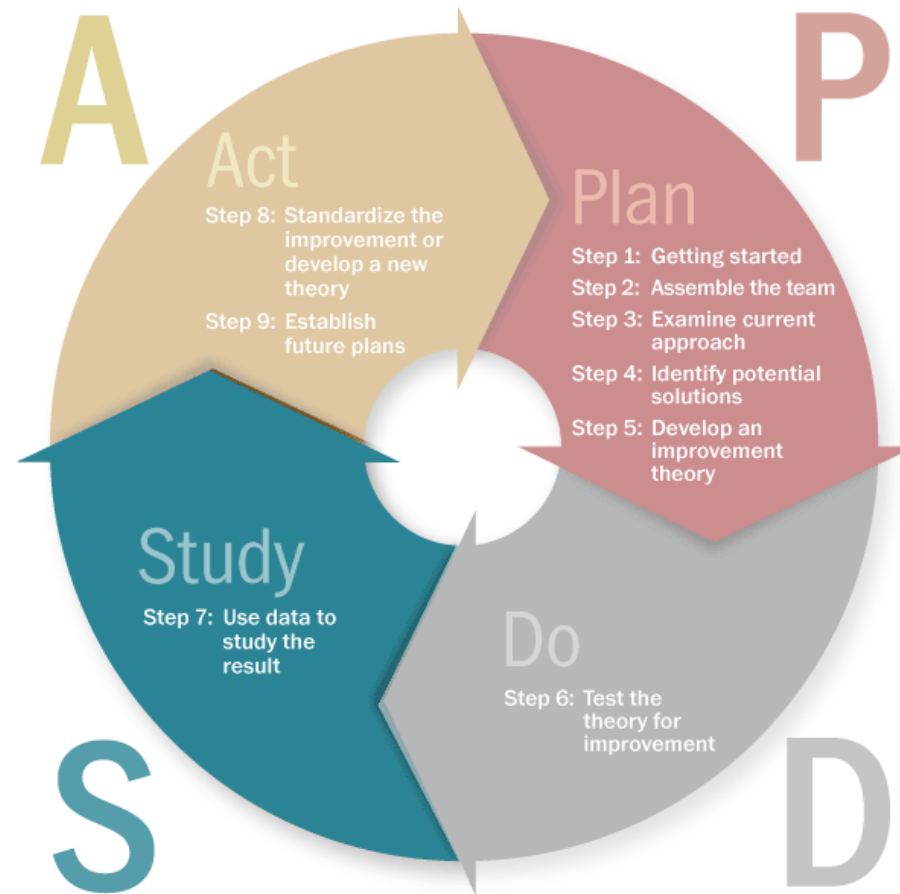 A
P
Act
Step 8: Standardize the
improvement or
develop a new
theory
Step 9: Establish
future plans
Plan
Step 1: Getting started
Step 2: Assemble the team
Step 3: Examine current
approach
Step 4: Identify potential
solutions
Step 5: Develop an
improvement
theory
Study
Step 7: Use data to
study the
result
Do
Step 6: Test the
theory for
improvement
S
D